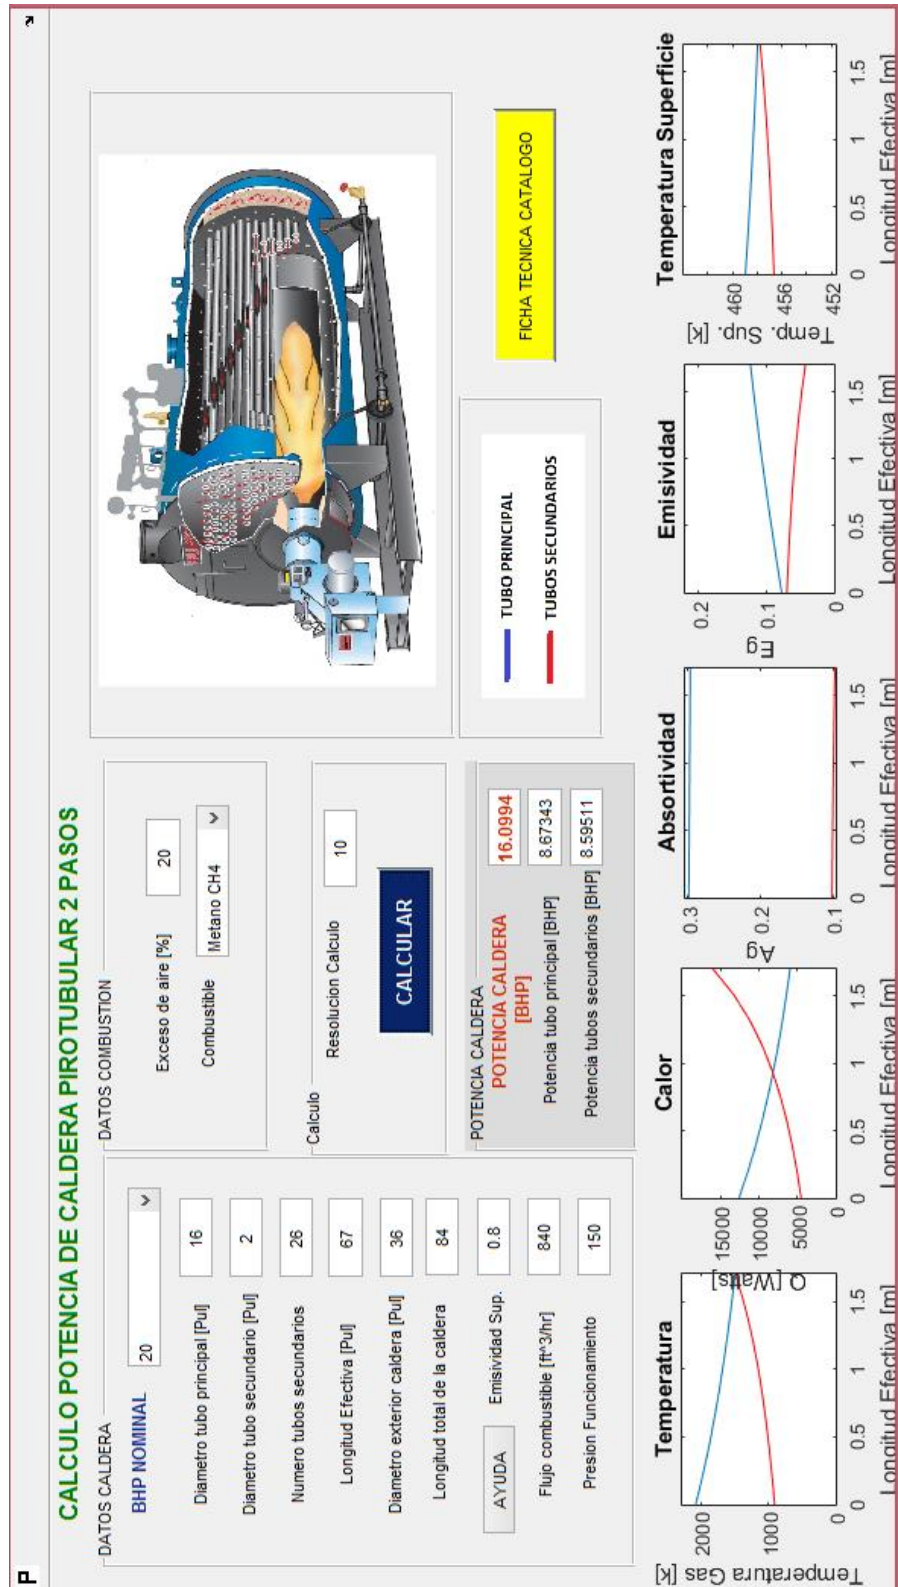 P
CALCULO POTENCIA DE CALDERA PIROTUBULAR 2 PASOS
DATOS CALDERA
BHP NOMINAL
20
Diametro tubo principal [Pul]
16
Diametro tubo secundario [Pul]
2
Numero tubos secundarios
26
Longitud Efectiva [Pul]
67
Diametro exterior caldera [Pul]
36
Longitud total de la caldera
84
AYUDA
Emisividad Sup.
0.8
Flujo combustible [ft^3/hr]
840
Presion Funcionamiento
150
DATOS COMBUSTION
Exceso de aire [%]
20
Combustible
Metano CH4
Calculo
Resolucion Calculo
10
CALCULAR
POTENCIA CALDERA
POTENCIA CALDERA
[BHP]
16.0994
Potencia tubo principal [BHP]
8.67343
Potencia tubos secundarios [BHP]
8.59511
TUBO PRINCIPAL
TUBOS SECUNDARIOS
FICHA TECNICA CATALOGO
Temperatura
Temperatura Gas [k]
2000
1000
0
0
0.5
1
1.5
Longitud Efectiva [m]
Calor
Q [Watts]
15000
10000
5000
0
0
0.5
1
1.5
Longitud Efectiva [m]
Absortividad
Ag
0.3
0.2
0.1
0
0.5
1
1.5
Longitud Efectiva [m]
Emisividad
Eg
0.2
0.1
0
0
0.5
1
1.5
Longitud Efectiva [m]
Temperatura Superficie
Temp. Sup. [k]
460
456
452
0
0.5
1
1.5
Longitud Efectiva [m]